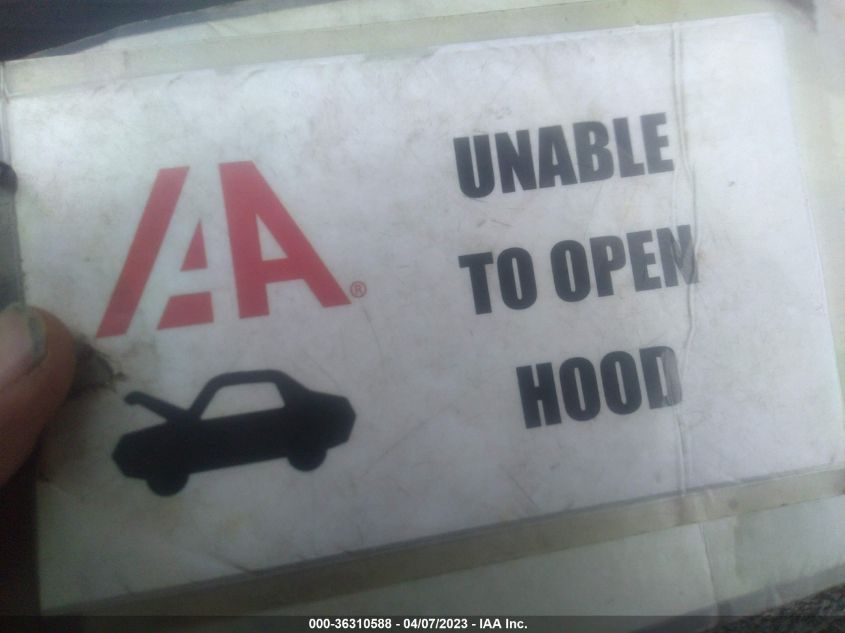 IAA®
UNABLE
TO OPEN
HOOD
000-36310588 - 04/07/2023 - IAA Inc.